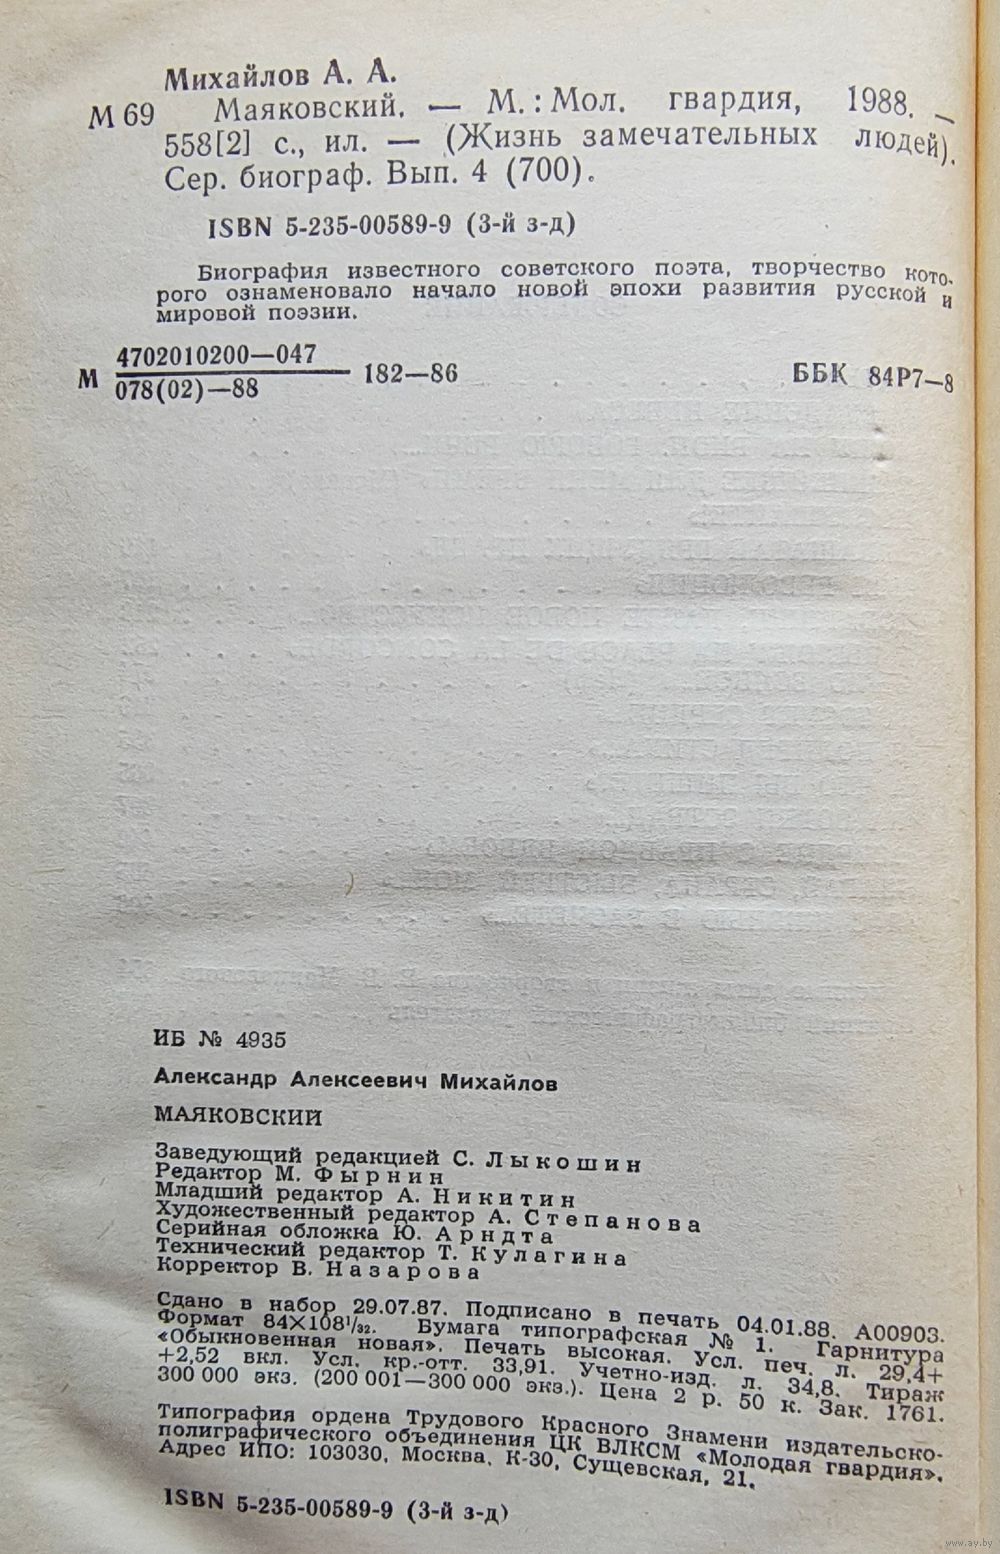 Михайлов А. А.
М 69 Маяковский. — М. : Мол. гвардия, 1988. —
558[2] с., ил. — (Жизнь замечательных людей).
Сер. биограф. Вып. 4 (700).
ISBN 5-235-00589-9 (3-й з-д)
Биография известного советского поэта, творчество кото-
рого ознаменовало начало новой эпохи развития русской и
мировой поэзии.
М 4702010200—047
078(02)—88 182—86 ББК 84Р7—8
ИБ № 4935
Александр Алексеевич Михайлов
МАЯКОВСКИЙ
Заведующий редакцией С. Лыкошин
Редактор М. Фырнин
Младший редактор А. Никитин
Художественный редактор А. Степанова
Серийная обложка Ю. Арндта
Технический редактор Т. Кулагина
Корректор В. Назарова
Сдано в набор 29.07.87. Подписано в печать 04.01.88. А00903.
Формат 84×108¹/₃₂. Бумага типографская № 1. Гарнитура
«Обыкновенная новая». Печать высокая. Усл. печ. л. 29,4+
+2,52 вкл. Усл. кр.-отт. 33,91. Учетно-изд. л. 34,8. Тираж
300 000 экз. (200 001—300 000 экз.). Цена 2 р. 50 к. Зак. 1761.
Типография ордена Трудового Красного Знамени издательско-
полиграфического объединения ЦК ВЛКСМ «Молодая гвардия».
Адрес ИПО: 103030, Москва, К-30, Сущевская, 21.
ISBN 5-235-00589-9 (3-й з-д)
www.ay.by